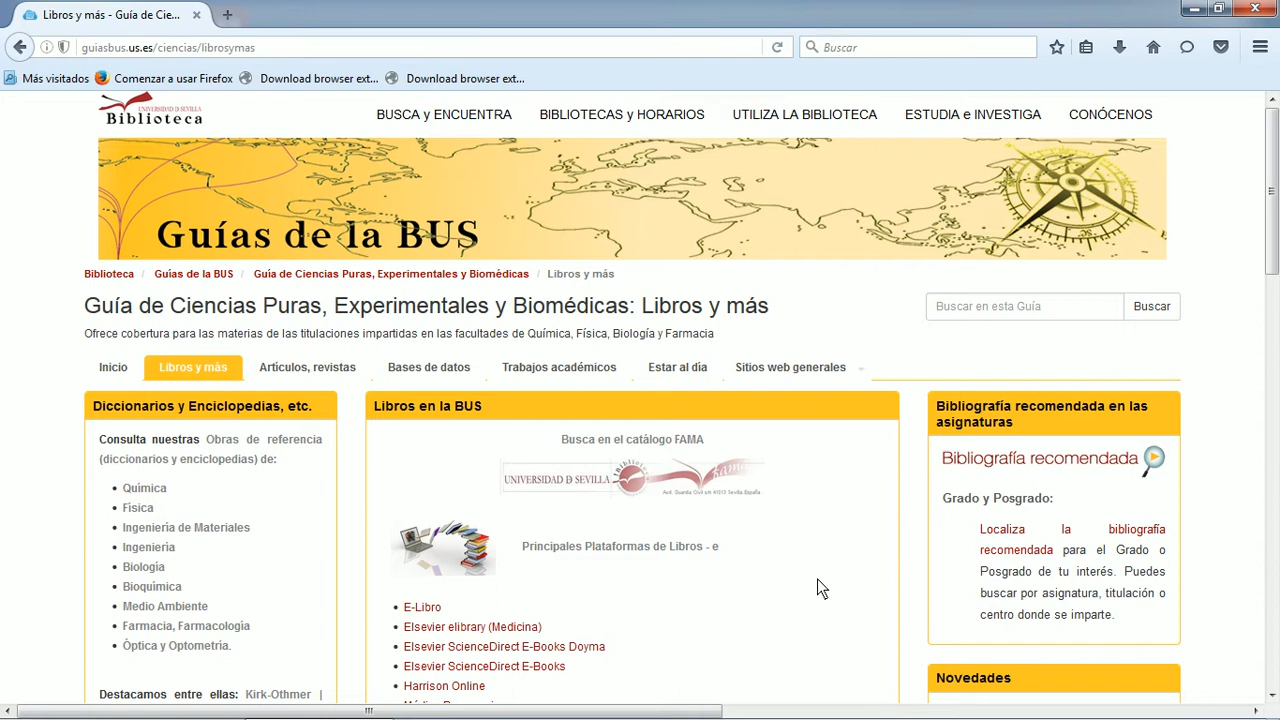 Libros y más - Guía de Cie...
guiasbus.us.es/ciencias/librosymas
Buscar
Más visitados
Comenzar a usar Firefox
Download browser ext...
Download browser ext...
UNIVERSIDAD D SEVILLA
Biblioteca
BUSCA y ENCUENTRA
BIBLIOTECAS y HORARIOS
UTILIZA LA BIBLIOTECA
ESTUDIA e INVESTIGA
CONÓCENOS
Guías de la BUS
Biblioteca / Guías de la BUS / Guía de Ciencias Puras, Experimentales y Biomédicas / Libros y más
Guía de Ciencias Puras, Experimentales y Biomédicas: Libros y más
Buscar en esta Guía
Buscar
Ofrece cobertura para las materias de las titulaciones impartidas en las facultades de Química, Física, Biología y Farmacia
Inicio
Libros y más
Artículos, revistas
Bases de datos
Trabajos académicos
Estar al día
Sitios web generales
Diccionarios y Enciclopedias, etc.
Consulta nuestras Obras de referencia
(diccionarios y enciclopedias) de:
Química
Física
Ingeniería de Materiales
Ingeniería
Biología
Bioquímica
Medio Ambiente
Farmacia, Farmacología
Óptica y Optometría.
Destacamos entre ellas: Kirk-Othmer |
Libros en la BUS
Busca en el catálogo FAMA
UNIVERSIDAD D SEVILLA
Principales Plataformas de Libros - e
E-Libro
Elsevier elibrary (Medicina)
Elsevier ScienceDirect E-Books Doyma
Elsevier ScienceDirect E-Books
Harrison Online
Bibliografía recomendada en las
asignaturas
Bibliografía recomendada
Grado y Posgrado:
Localiza la bibliografía
recomendada para el Grado o
Posgrado de tu interés. Puedes
buscar por asignatura, titulación o
centro donde se imparte.
Novedades